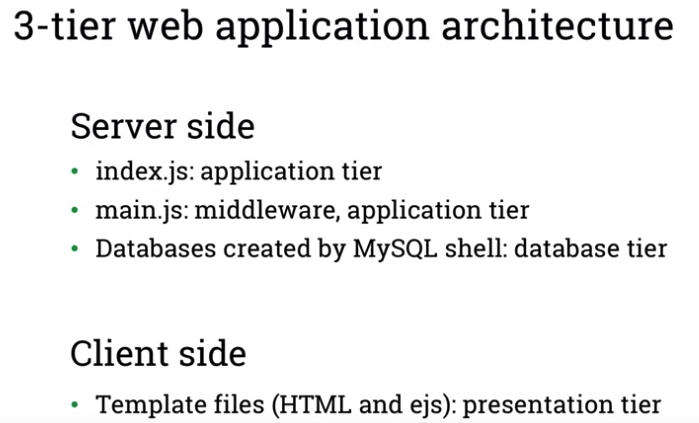 3-tier web application architecture
Server side
• index.js: application tier
• main.js: middleware, application tier
• Databases created by MySQL shell: database tier
Client side
• Template files (HTML and ejs): presentation tier